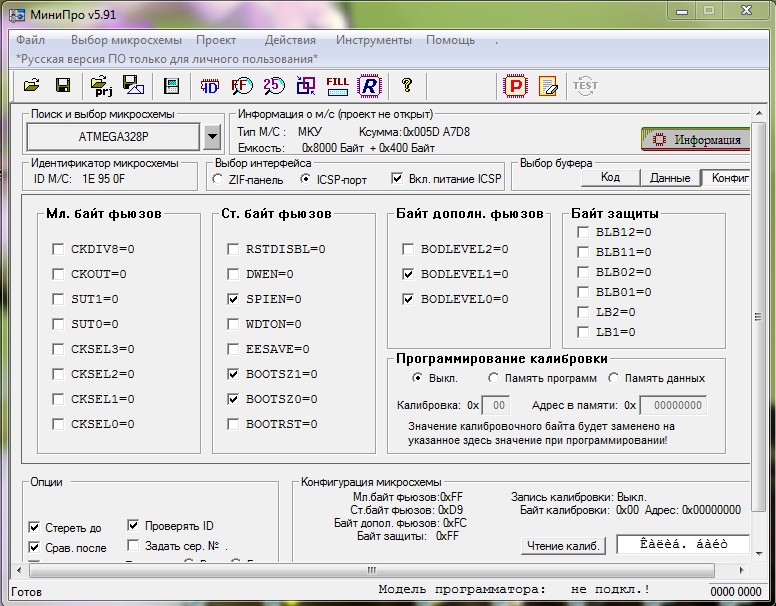 МиниПро v5.91
Файл Выбор микросхемы Проект Действия Инструменты Помощь .
*Русская версия ПО только для личного пользования*
prj 4D FF 25 FILL R ? P TEST
Поиск и выбор микросхемы
ATMEGA328P
Информация о м/с (проект не открыт)
Тип М/С : МКУ Ксумма:0x005D A7D8
Емкость: 0x8000 Байт + 0x400 Байт
Информация
Идентификатор микросхемы
ID М/С: 1E 95 0F
Выбор интерфейса
ZIF-панель ICSP-порт Вкл. питание ICSP
Выбор буфера
Код Данные Конфиг
Мл. байт фьюзов
CKDIV8=0
CKOUT=0
SUT1=0
SUT0=0
CKSEL3=0
CKSEL2=0
CKSEL1=0
CKSEL0=0
Ст. байт фьюзов
RSTDISBL=0
DWEN=0
SPIEN=0
WDTON=0
EESAVE=0
BOOTSZ1=0
BOOTSZ0=0
BOOTRST=0
Байт дополн. фьюзов
BODLEVEL2=0
BODLEVEL1=0
BODLEVEL0=0
Байт защиты
BLB12=0
BLB11=0
BLB02=0
BLB01=0
LB2=0
LB1=0
Программирование калибровки
Выкл. Память программ Память данных
Калибровка: 0x 00 Адрес в памяти: 0x 00000000
Значение калибровочного байта будет заменено на
указанное здесь значение при программировании!
Опции
Стереть до Проверять ID
Срав. после Задать сер. № .
Конфигурация микросхемы
Мл.байт фьюзов:0xFF
Ст.байт фьюзов:0xD9
Байт допол. фьюзов:0xFC
Байт защиты: 0xFF
Запись калибровки: Выкл.
Байт калибровки: 0x00 Адрес: 0x00000000
Чтение калиб. Êàëèá. áàéò
Готов Модель программатора: не подкл.! 0000 0000